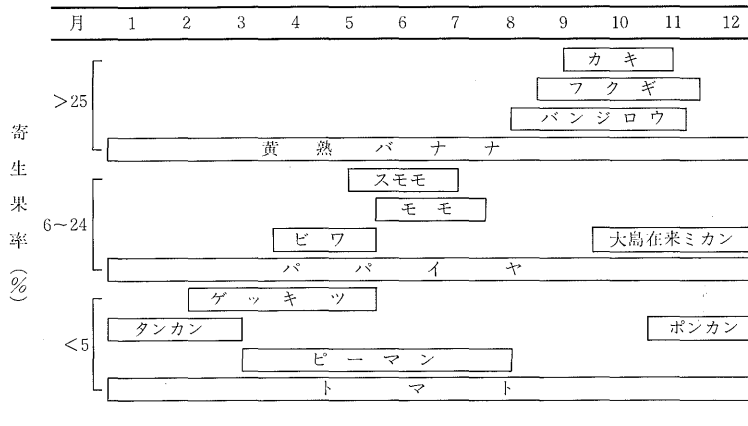 月 1 2 3 4 5 6 7 8 9 10 11 12
カキ
フクギ
>25
バンジロウ
黄熟バナナ
スモモ
モモ
6~24
ビワ 大島在来ミカン
パパイヤ
ゲッキツ
タンカン ポンカン
<5
ピーマン
トマト
寄生果率(%)